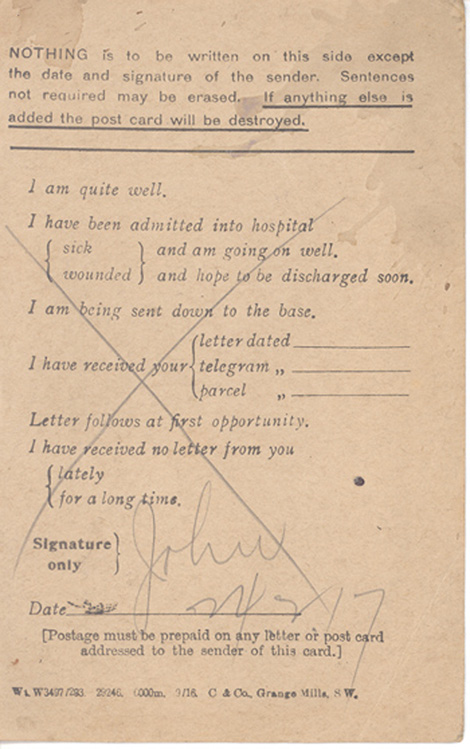 NOTHING is to be written on this side except
the date and signature of the sender. Sentences
not required may be erased. If anything else is
added the post card will be destroyed.
I am quite well.
I have been admitted into hospital
{ sick } and am going on well.
{ wounded } and hope to be discharged soon.
I am being sent down to the base.
I have received your { letter dated
telegram „
parcel „
Letter follows at first opportunity.
I have received no letter from you
{ lately
for a long time.
Signature only } John
Date
[Postage must be prepaid on any letter or post card
addressed to the sender of this card.]
29246. 6000m. 9/16. C & Co., Grange Mills, S.W.